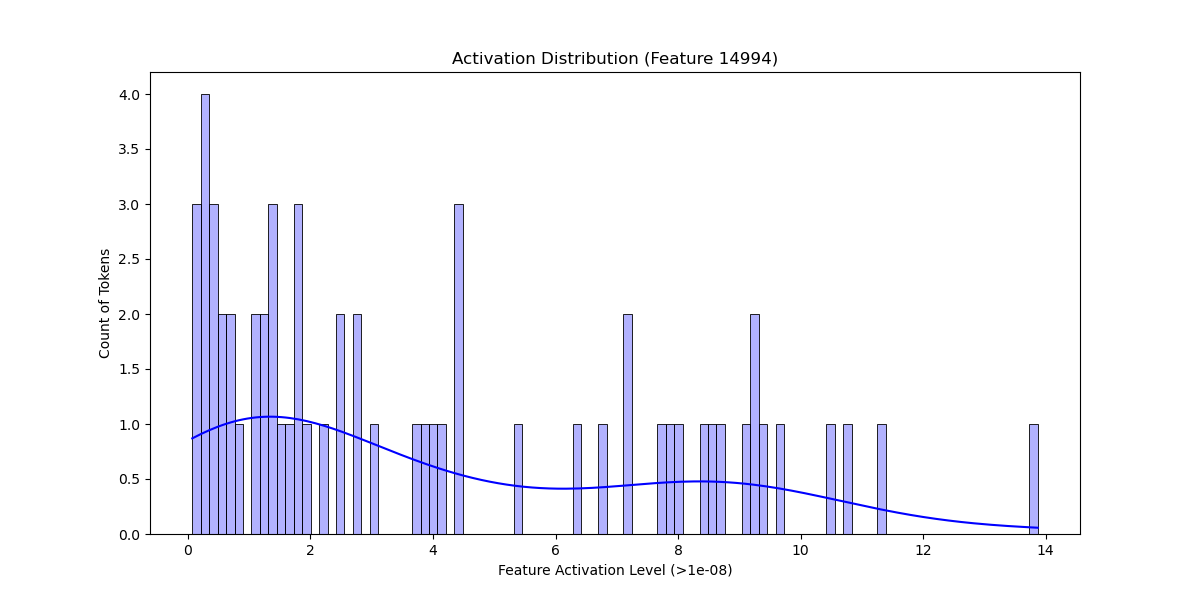 Activation Distribution (Feature 14994)
Count of Tokens
4.0
3.5
3.0
2.5
2.0
1.5
1.0
0.5
0.0
0 2 4 6 8 10 12 14
Feature Activation Level (>1e-08)